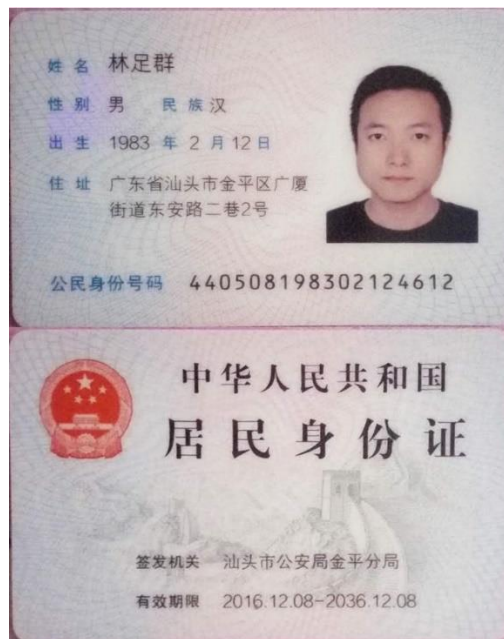 姓名 林足群
性别 男 民族 汉
出生 1983 年 2 月 12 日
住址 广东省汕头市金平区广厦
街道东安路二巷2号
公民身份号码 440508198302124612
中华人民共和国
居民身份证
签发机关 汕头市公安局金平分局
有效期限 2016.12.08-2036.12.08